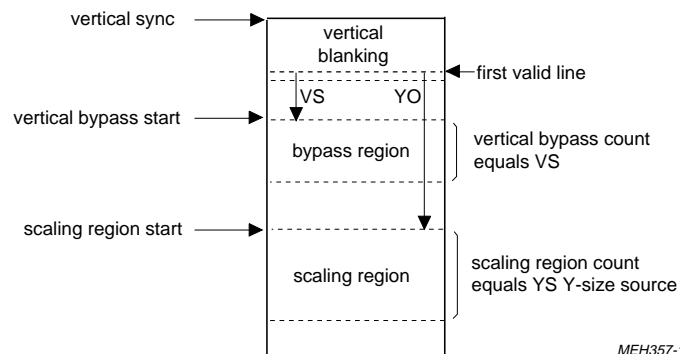 vertical sync
vertical
blanking
first valid line
VS
YO
vertical bypass start
bypass region
vertical bypass count
equals VS
scaling region start
scaling region
scaling region count
equals YS Y-size source